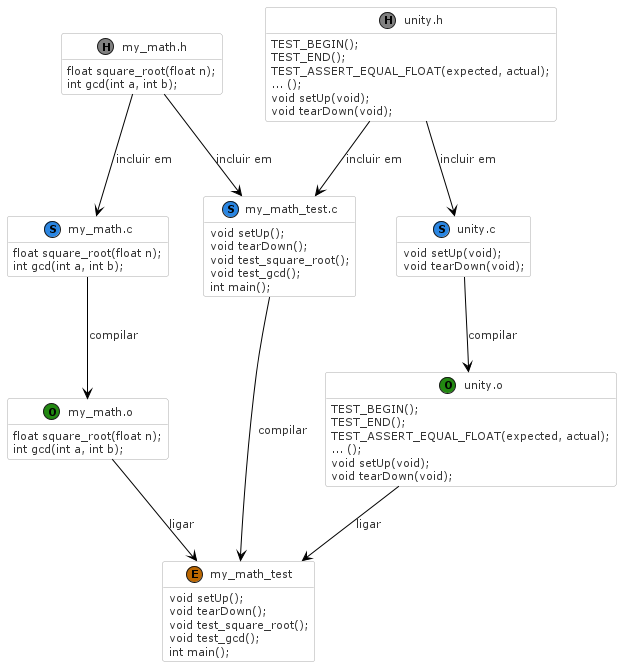 H my_math.h
float square_root(float n);
int gcd(int a, int b);
H unity.h
TEST_BEGIN();
TEST_END();
TEST_ASSERT_EQUAL_FLOAT(expected, actual);
... ();
void setUp(void);
void tearDown(void);
incluir em
incluir em
incluir em
incluir em
S my_math.c
float square_root(float n);
int gcd(int a, int b);
S my_math_test.c
void setUp();
void tearDown();
void test_square_root();
void test_gcd();
int main();
S unity.c
void setUp(void);
void tearDown(void);
compilar
compilar
compilar
O my_math.o
float square_root(float n);
int gcd(int a, int b);
O unity.o
TEST_BEGIN();
TEST_END();
TEST_ASSERT_EQUAL_FLOAT(expected, actual);
... ();
void setUp(void);
void tearDown(void);
ligar
ligar
E my_math_test
void setUp();
void tearDown();
void test_square_root();
void test_gcd();
int main();